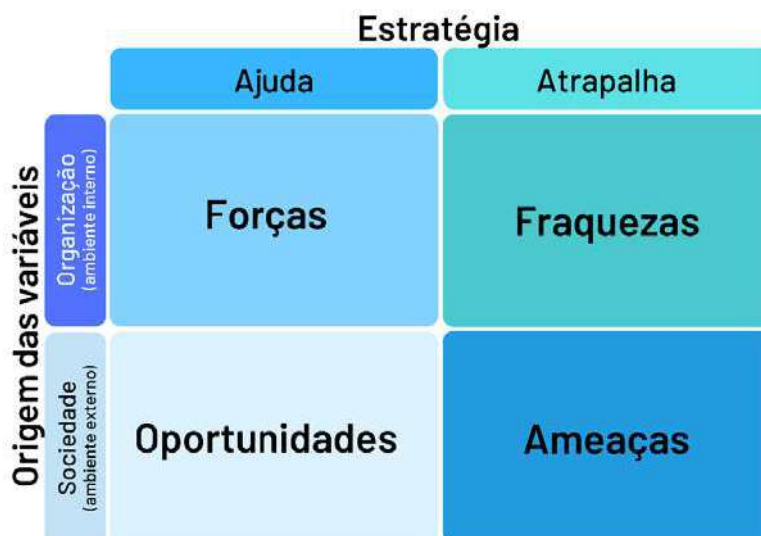 Estratégia
Ajuda
Atrapalha
Origem das variáveis
Organização
(ambiente interno)
Forças
Fraquezas
Sociedade
(ambiente externo)
Oportunidades
Ameaças